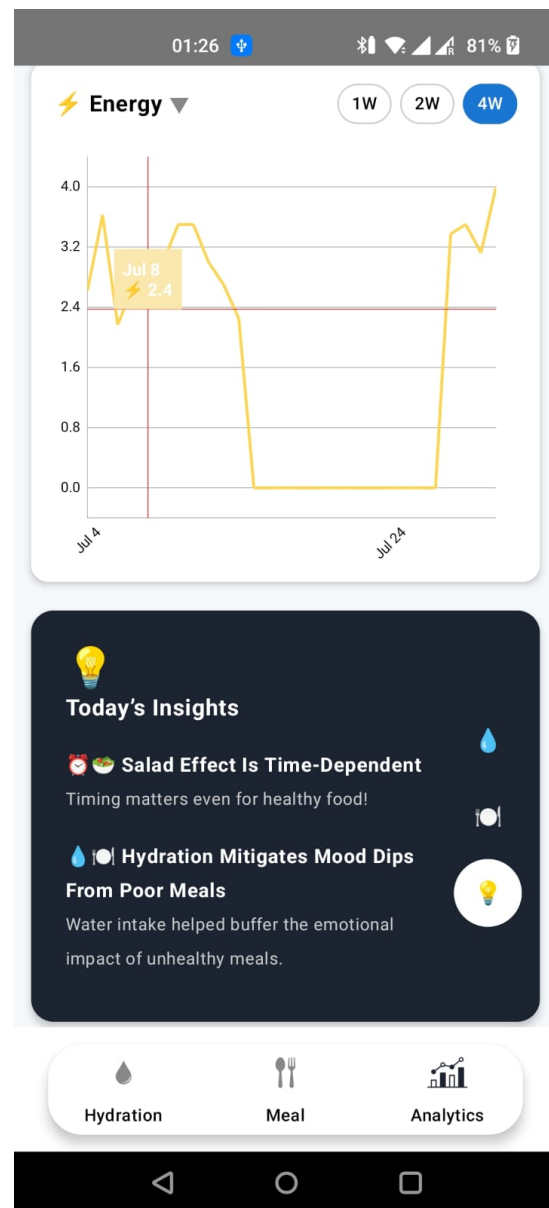 01:26
81%
Energy
1W 2W 4W
4.0
3.2
Jul 8
2.4
2.4
1.6
0.8
0.0
Jul 4
Jul 24
Today’s Insights
Salad Effect Is Time-Dependent
Timing matters even for healthy food!
Hydration Mitigates Mood Dips
From Poor Meals
Water intake helped buffer the emotional
impact of unhealthy meals.
Hydration Meal Analytics